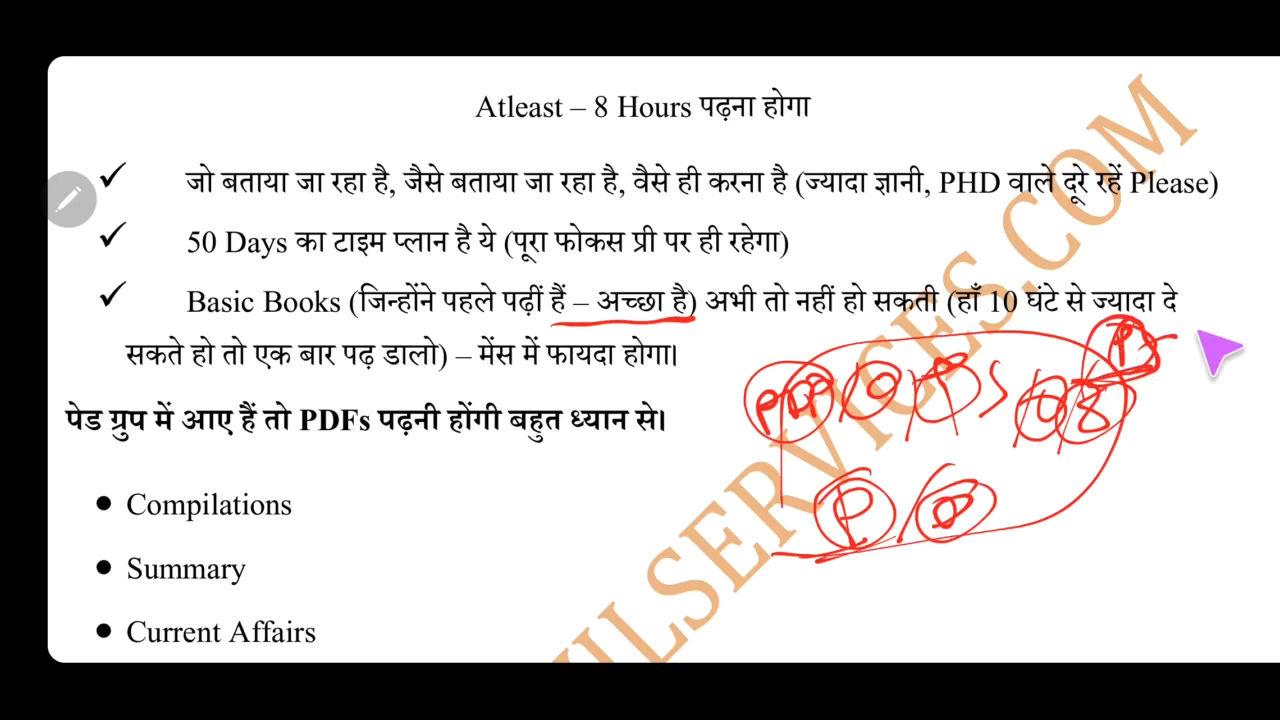 Atleast – 8 Hours पढ़ना होगा
जो बताया जा रहा है, जैसे बताया जा रहा है, वैसे ही करना है (ज्यादा ज्ञानी, PHD वाले दूरे रहें Please)
50 Days का टाइम प्लान है ये (पूरा फोकस प्री पर ही रहेगा)
Basic Books (जिन्होंने पहले पढ़ीं हैं – अच्छा है) अभी तो नहीं हो सकती (हाँ 10 घंटे से ज्यादा दे
सकते हो तो एक बार पढ़ डालो) – मेंस में फायदा होगा।
पेड ग्रुप में आए हैं तो PDFs पढ़नी होंगी बहुत ध्यान से।
Compilations
Summary
Current Affairs
ILSERVICES.COM